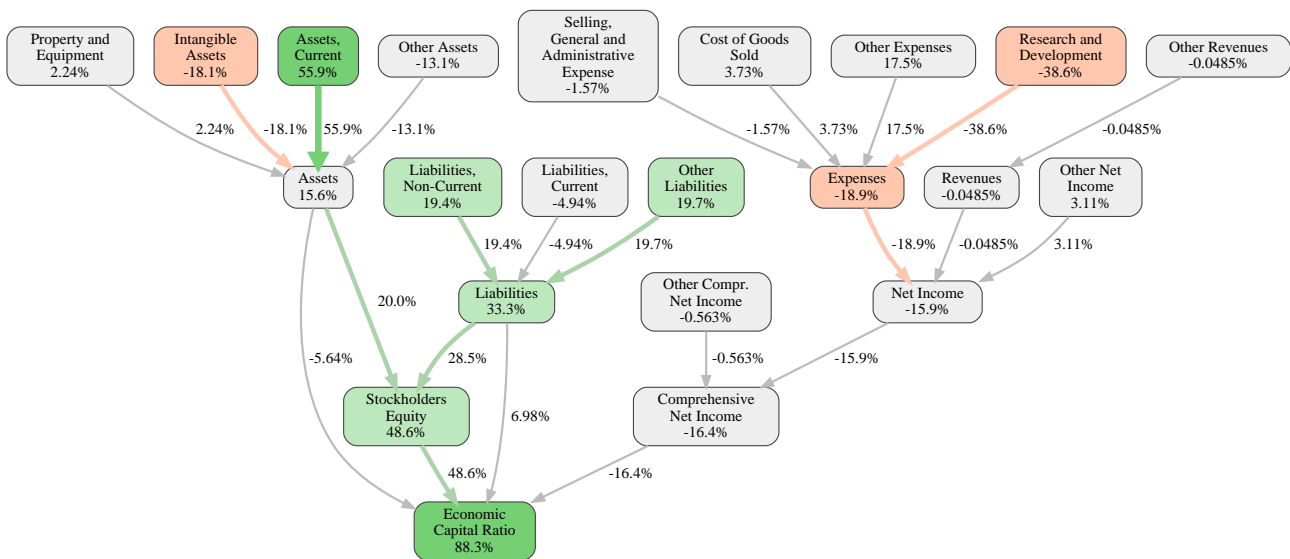 Property and
Equipment
2.24%
Intangible
Assets
-18.1%
Assets,
Current
55.9%
Other Assets
-13.1%
Selling,
General and
Administrative
Expense
-1.57%
Cost of Goods
Sold
3.73%
Other Expenses
17.5%
Research and
Development
-38.6%
Other Revenues
-0.0485%
2.24%
-18.1%
55.9%
-13.1%
-1.57%
3.73%
17.5%
-38.6%
-0.0485%
Assets
15.6%
Liabilities,
Non-Current
19.4%
Liabilities,
Current
-4.94%
Other
Liabilities
19.7%
Expenses
-18.9%
Revenues
-0.0485%
Other Net
Income
3.11%
19.4%
-4.94%
19.7%
-18.9%
-0.0485%
3.11%
20.0%
Liabilities
33.3%
Other Compr.
Net Income
-0.563%
Net Income
-15.9%
-5.64%
28.5%
-0.563%
-15.9%
Stockholders
Equity
48.6%
6.98%
Comprehensive
Net Income
-16.4%
48.6%
-16.4%
Economic
Capital Ratio
88.3%